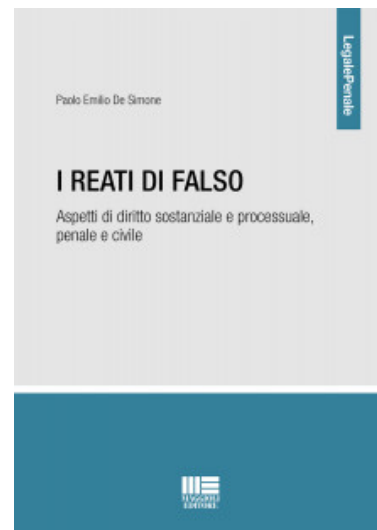 LegalePenale
Paolo Emilio De Simone
I REATI DI FALSO
Aspetti di diritto sostanziale e processuale,
penale e civile
MAGGIOLI
EDITORE